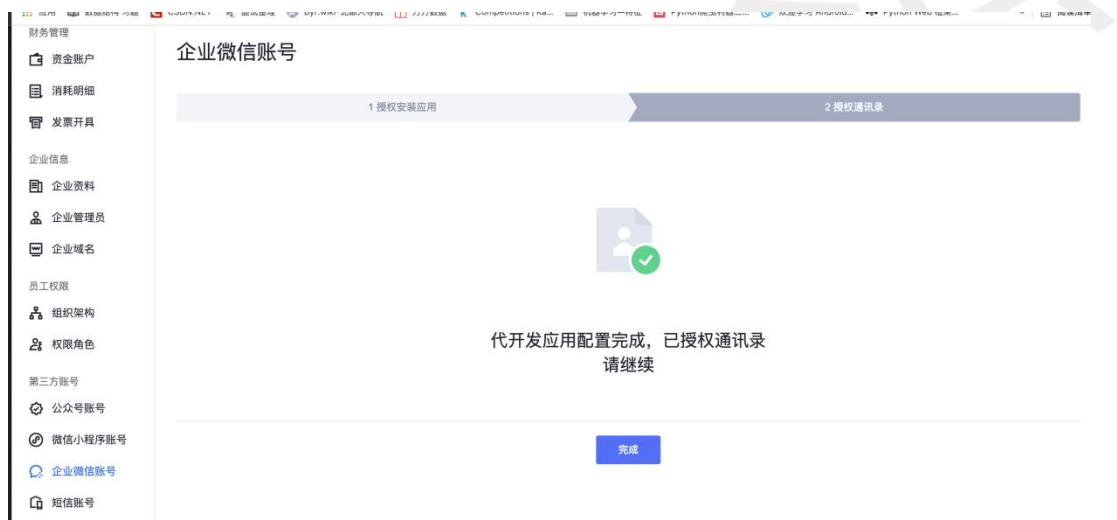 财务管理
资金账户
消耗明细
发票开具
企业信息
企业资料
企业管理员
企业域名
员工权限
组织架构
权限角色
第三方账号
公众号账号
微信小程序账号
企业微信账号
短信账号
企业微信账号
1 授权安装应用
2 授权通讯录
代开发应用配置完成，已授权通讯录
请继续
完成